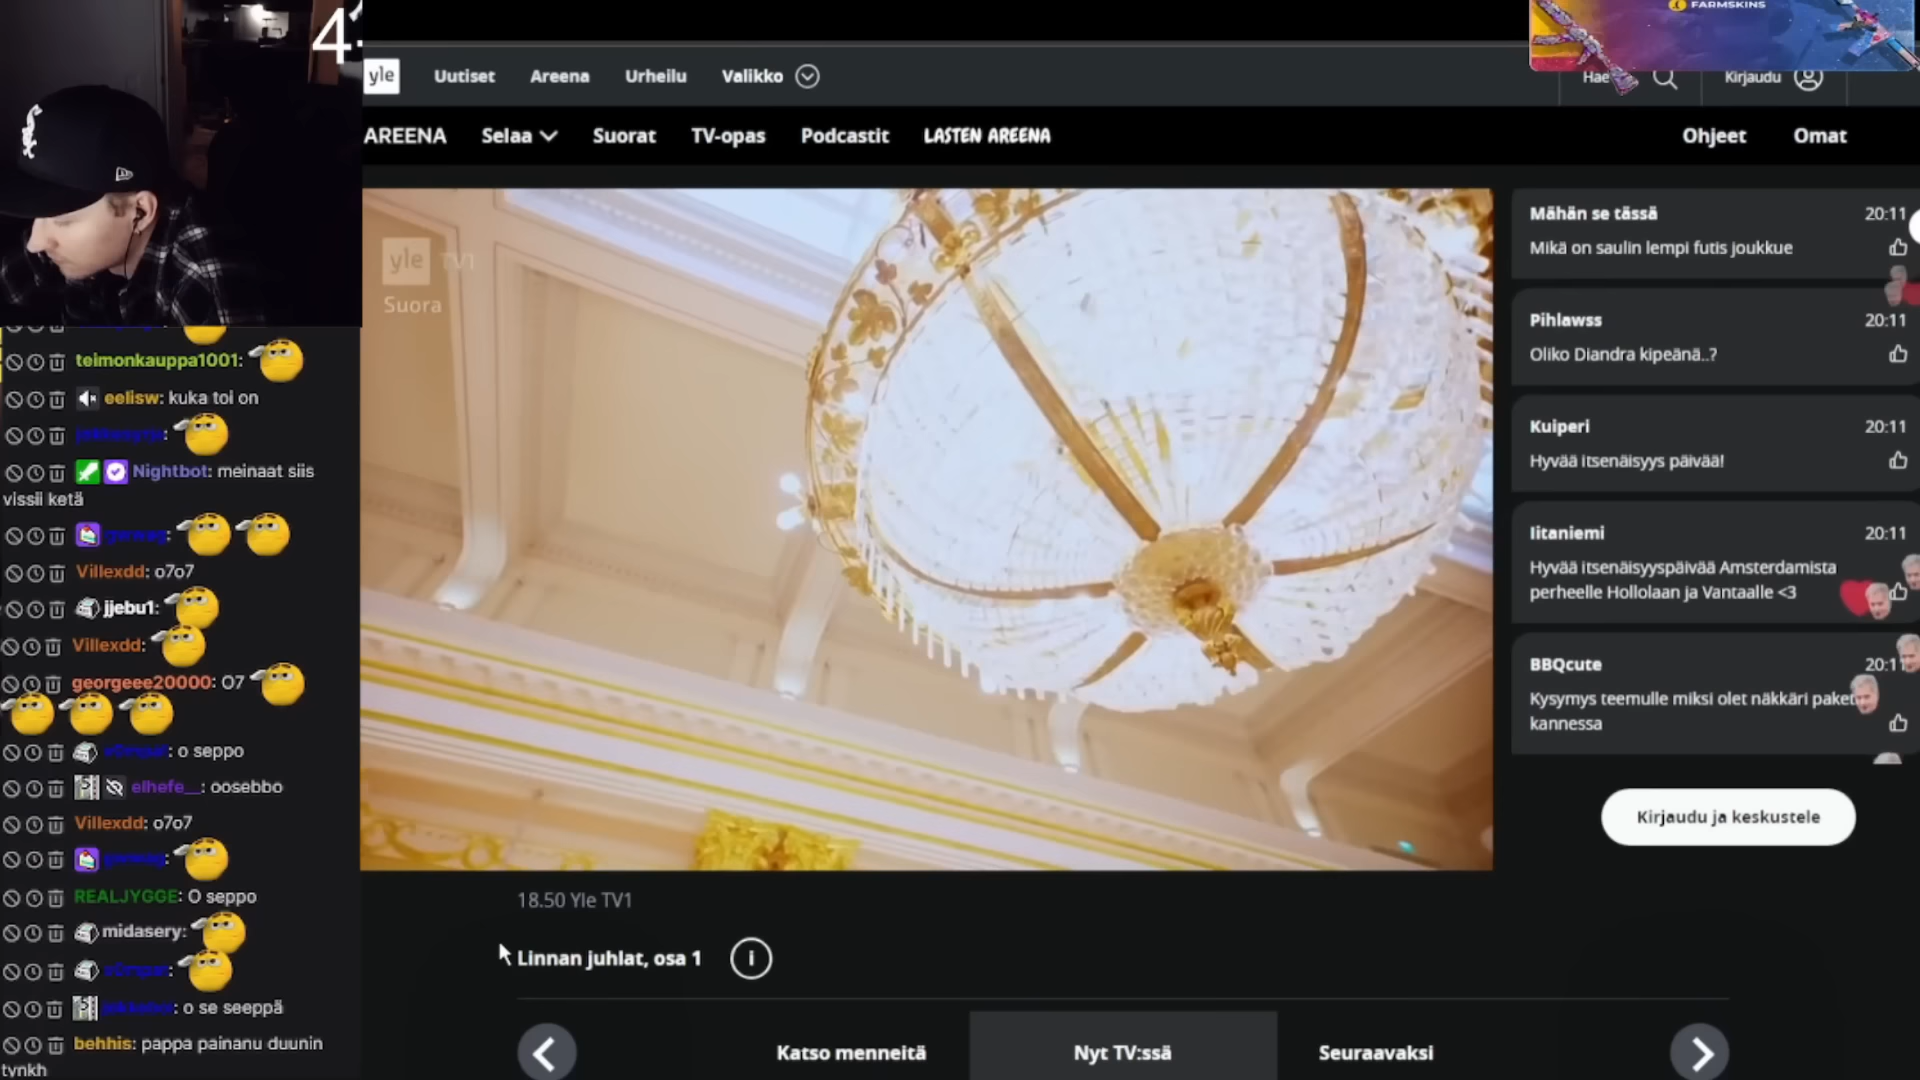 4
FARMSKINS
yle
Uutiset
Areena
Urheilu
Valikko
Hae
Kirjaudu
AREENA
Selaa
Suorat
TV-opas
Podcastit
LASTEN AREENA
Ohjeet
Omat
yle TV1
Suora
Mähän se tässä 20:11
Mikä on saulin lempi futis joukkue
Pihlawss 20:11
Oliko Diandra kipeänä..?
Kuiperi 20:11
Hyvää itsenäisyys päivää!
Iitaniemi 20:11
Hyvää itsenäisyyspäivää Amsterdamista
perheelle Hollolaan ja Vantaalle <3
BBQcute
Kysymys teemulle miksi olet näkkäri
kannessa
Kirjaudu ja keskustele
teimonkauppa1001:
eelisw: kuka toi on
Nightbot: meinaat siis
vissii ketä
Villexdd: o7o7
jjebu1:
Villexdd:
georgeee20000: O7
: o seppo
elhefe__: oosebbo
Villexdd: o7o7
REALJYGGE: O seppo
midasery:
: o se seeppä
behhis: pappa painanu duunin
tynkh
18.50 Yle TV1
Linnan juhlat, osa 1
i
Katso menneitä
Nyt TV:ssä
Seuraavaksi